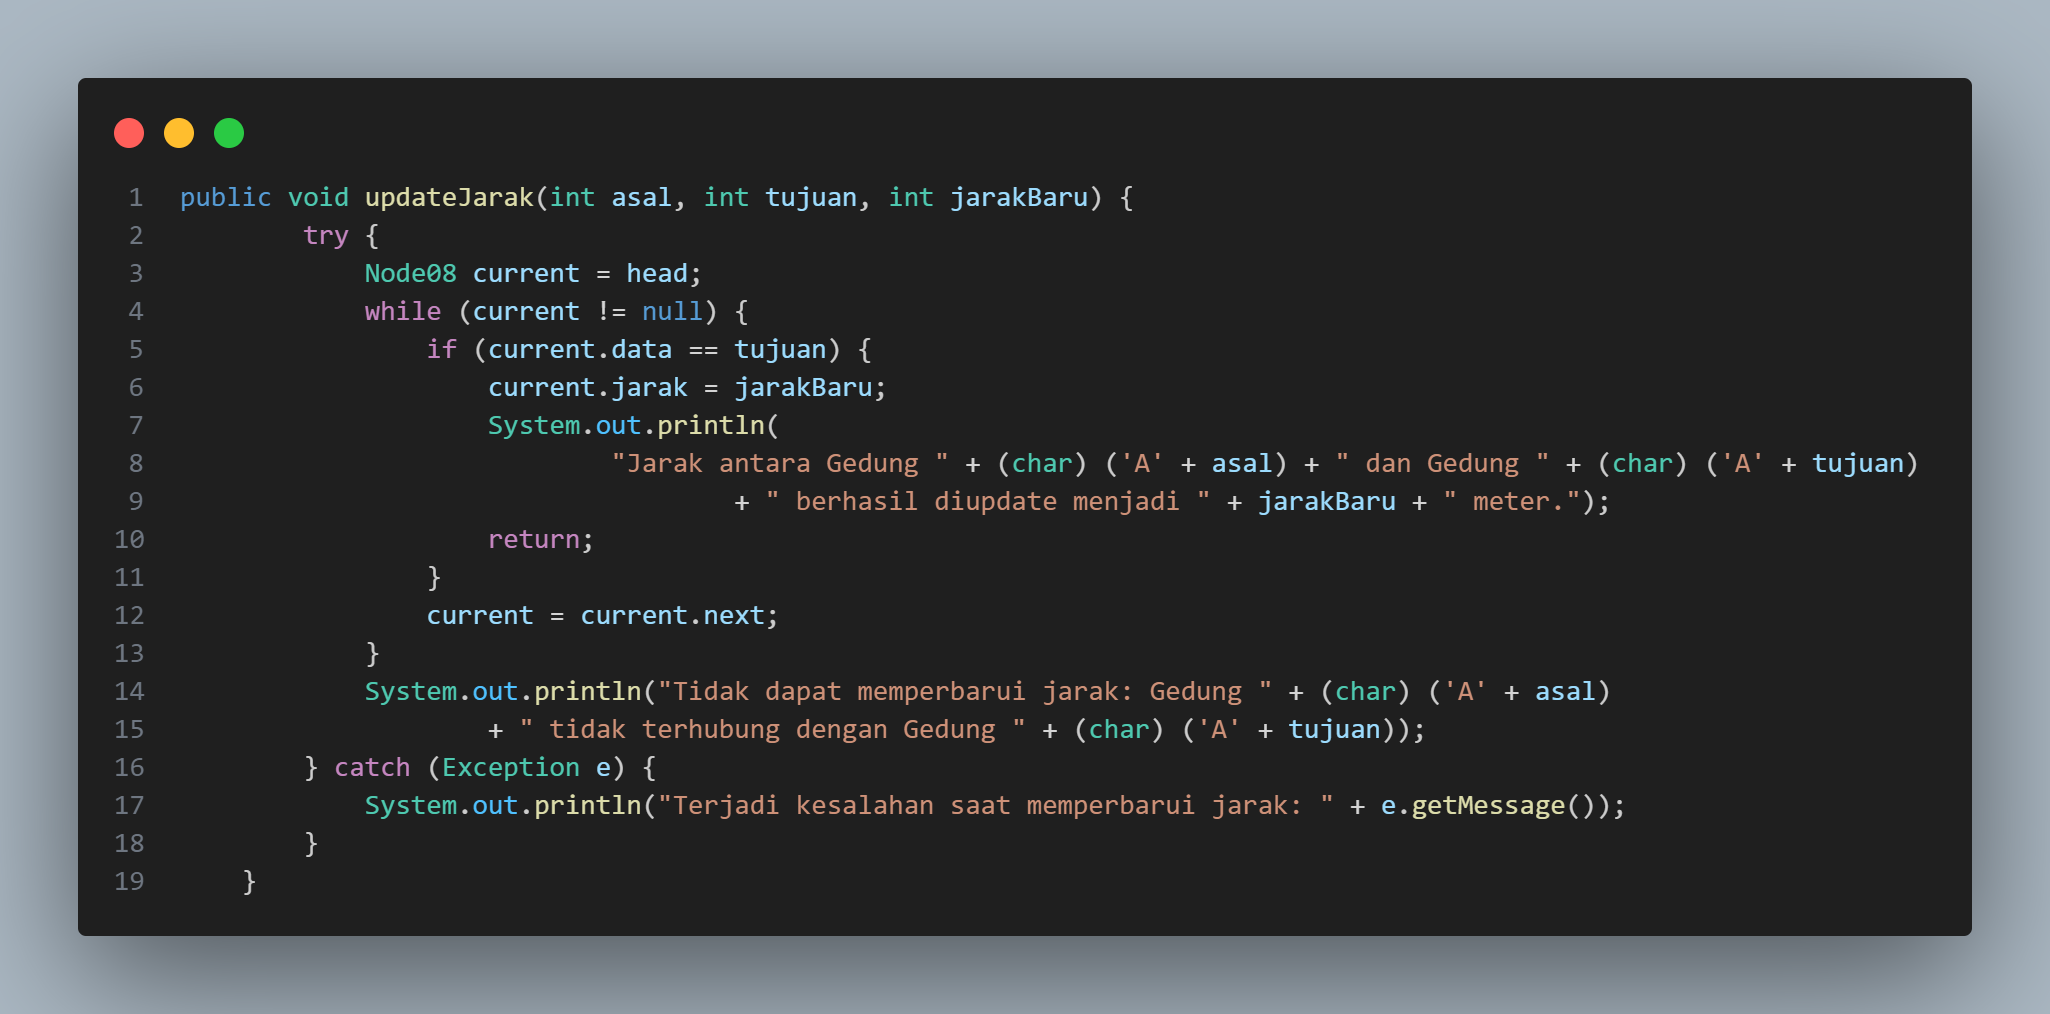 1 public void updateJarak(int asal, int tujuan, int jarakBaru) {
2 try {
3 Node08 current = head;
4 while (current != null) {
5 if (current.data == tujuan) {
6 current.jarak = jarakBaru;
7 System.out.println(
8 "Jarak antara Gedung " + (char) ('A' + asal) + " dan Gedung " + (char) ('A' + tujuan)
9 + " berhasil diupdate menjadi " + jarakBaru + " meter.");
10 return;
11 }
12 current = current.next;
13 }
14 System.out.println("Tidak dapat memperbarui jarak: Gedung " + (char) ('A' + asal)
15 + " tidak terhubung dengan Gedung " + (char) ('A' + tujuan));
16 } catch (Exception e) {
17 System.out.println("Terjadi kesalahan saat memperbarui jarak: " + e.getMessage());
18 }
19 }